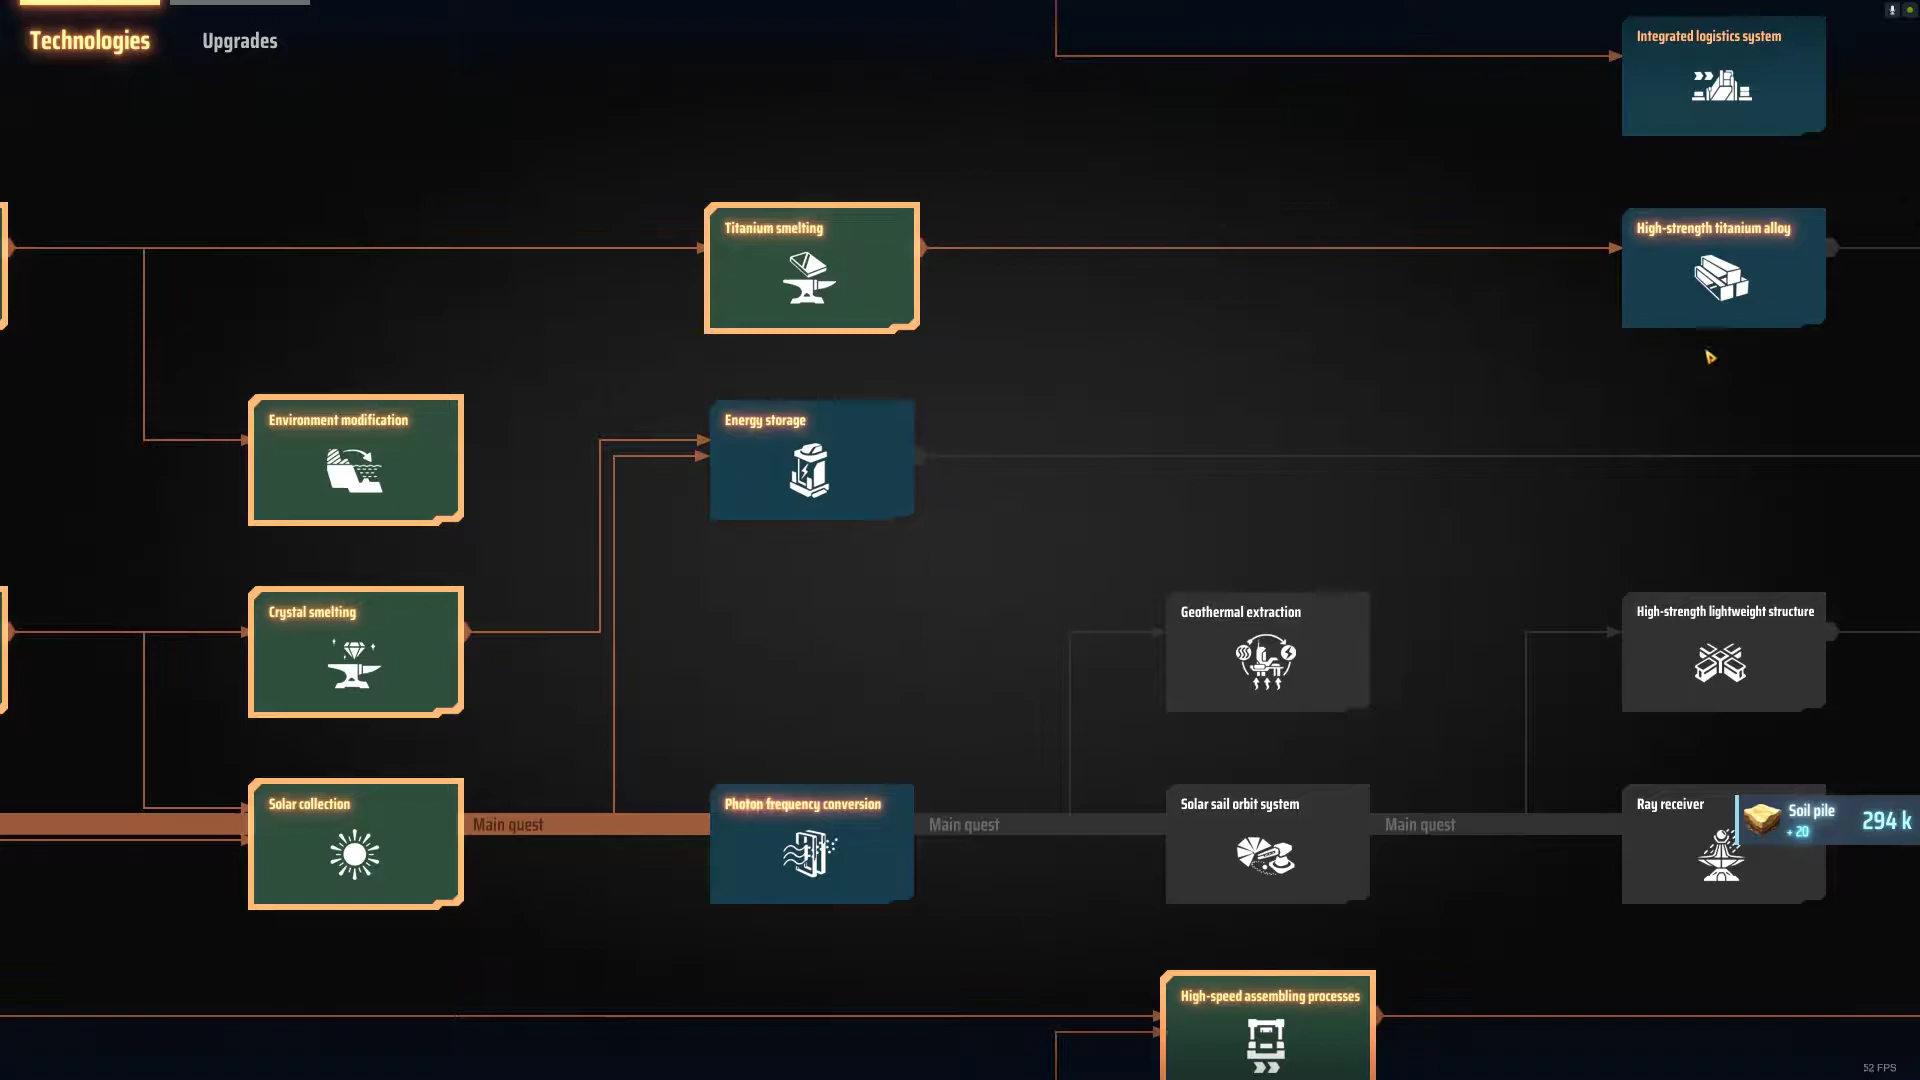 Technologies
Upgrades
Integrated logistics system
Titanium smelting
High-strength titanium alloy
Environment modification
Energy storage
Crystal smelting
Geothermal extraction
High-strength lightweight structure
Solar collection
Main quest
Photon frequency conversion
Main quest
Solar sail orbit system
Main quest
Ray receiver
Soil pile
+ 20
294 k
High-speed assembling processes
52 FPS